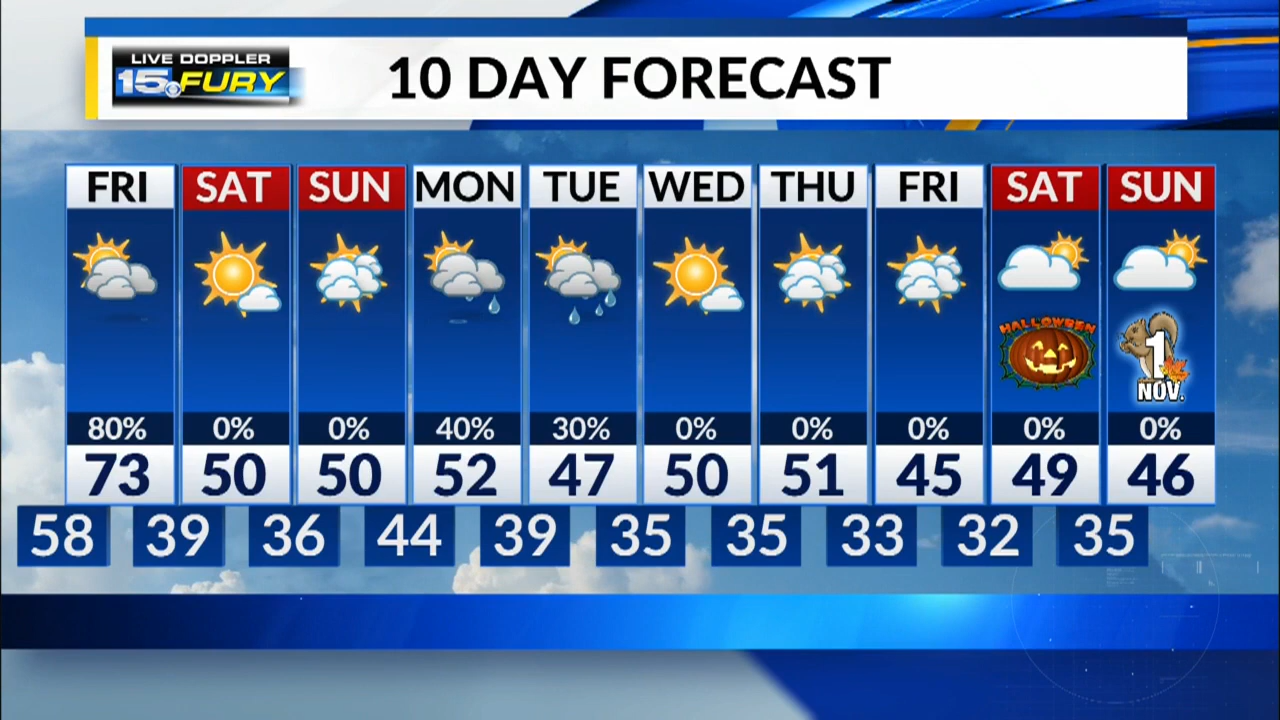 LIVE DOPPLER
15 FURY
10 DAY FORECAST
FRI SAT SUN MON TUE WED THU FRI SAT SUN
HALLOWEEN
1
NOV.
80% 0% 0% 40% 30% 0% 0% 0% 0% 0%
73 50 50 52 47 50 51 45 49 46
58 39 36 44 39 35 35 33 32 35